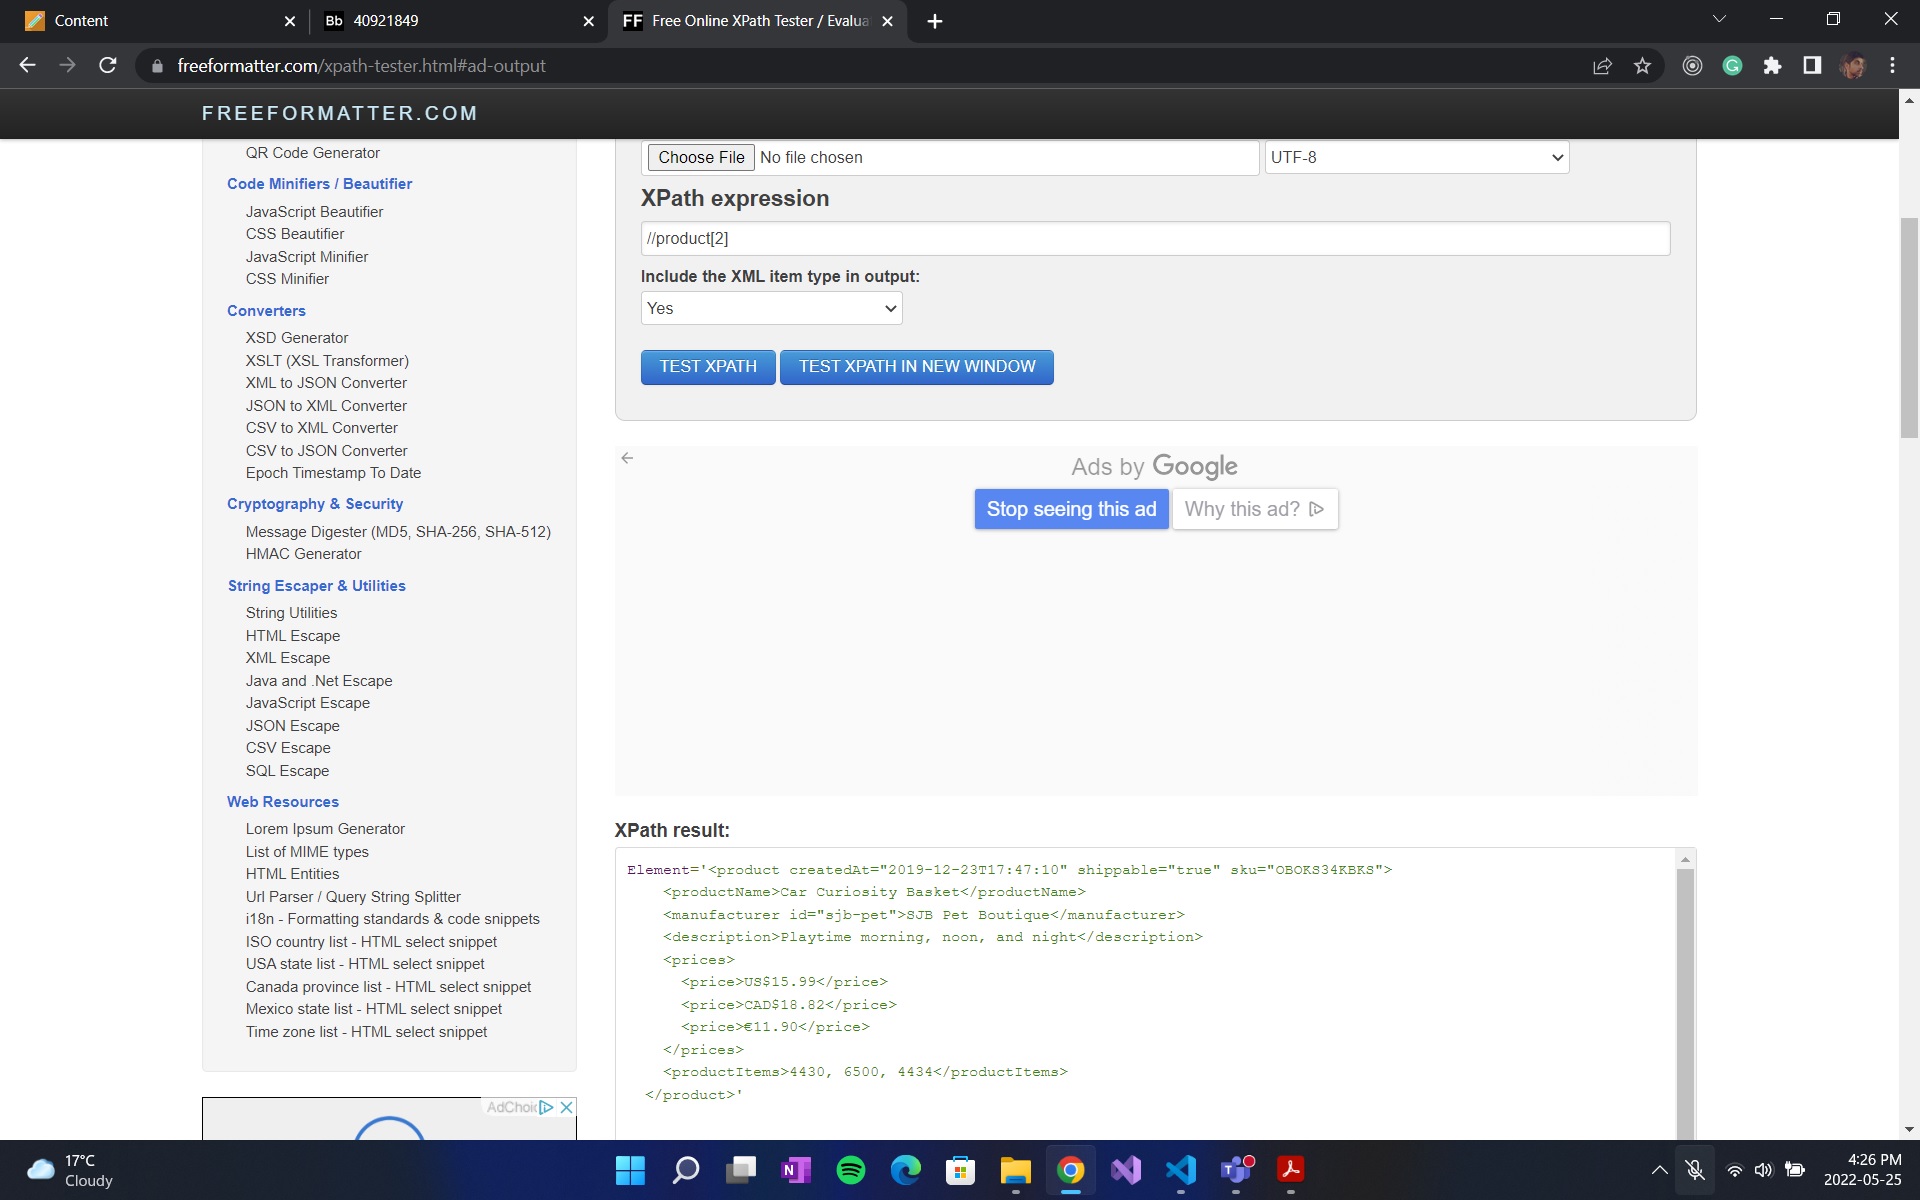 Content
Bb 40921849
FF Free Online XPath Tester / Evalua
freeformatter.com/xpath-tester.html#ad-output
FREEFORMATTER.COM
QR Code Generator
Code Minifiers / Beautifier
JavaScript Beautifier
CSS Beautifier
JavaScript Minifier
CSS Minifier
Converters
XSD Generator
XSLT (XSL Transformer)
XML to JSON Converter
JSON to XML Converter
CSV to XML Converter
CSV to JSON Converter
Epoch Timestamp To Date
Cryptography & Security
Message Digester (MD5, SHA-256, SHA-512)
HMAC Generator
String Escaper & Utilities
String Utilities
HTML Escape
XML Escape
Java and .Net Escape
JavaScript Escape
JSON Escape
CSV Escape
SQL Escape
Web Resources
Lorem Ipsum Generator
List of MIME types
HTML Entities
Url Parser / Query String Splitter
i18n - Formatting standards & code snippets
ISO country list - HTML select snippet
USA state list - HTML select snippet
Canada province list - HTML select snippet
Mexico state list - HTML select snippet
Time zone list - HTML select snippet
AdChoic
Choose File No file chosen
UTF-8
XPath expression
//product[2]
Include the XML item type in output:
Yes
TEST XPATH
TEST XPATH IN NEW WINDOW
Ads by Google
Stop seeing this ad
Why this ad?
XPath result:
Element='<product createdAt="2019-12-23T17:47:10" shippable="true" sku="OBOKS34KBKS">
<productName>Car Curiosity Basket</productName>
<manufacturer id="sjb-pet">SJB Pet Boutique</manufacturer>
<description>Playtime morning, noon, and night</description>
<prices>
<price>US$15.99</price>
<price>CAD$18.82</price>
<price>€11.90</price>
</prices>
<productItems>4430, 6500, 4434</productItems>
</product>'
17°C
Cloudy
4:26 PM
2022-05-25